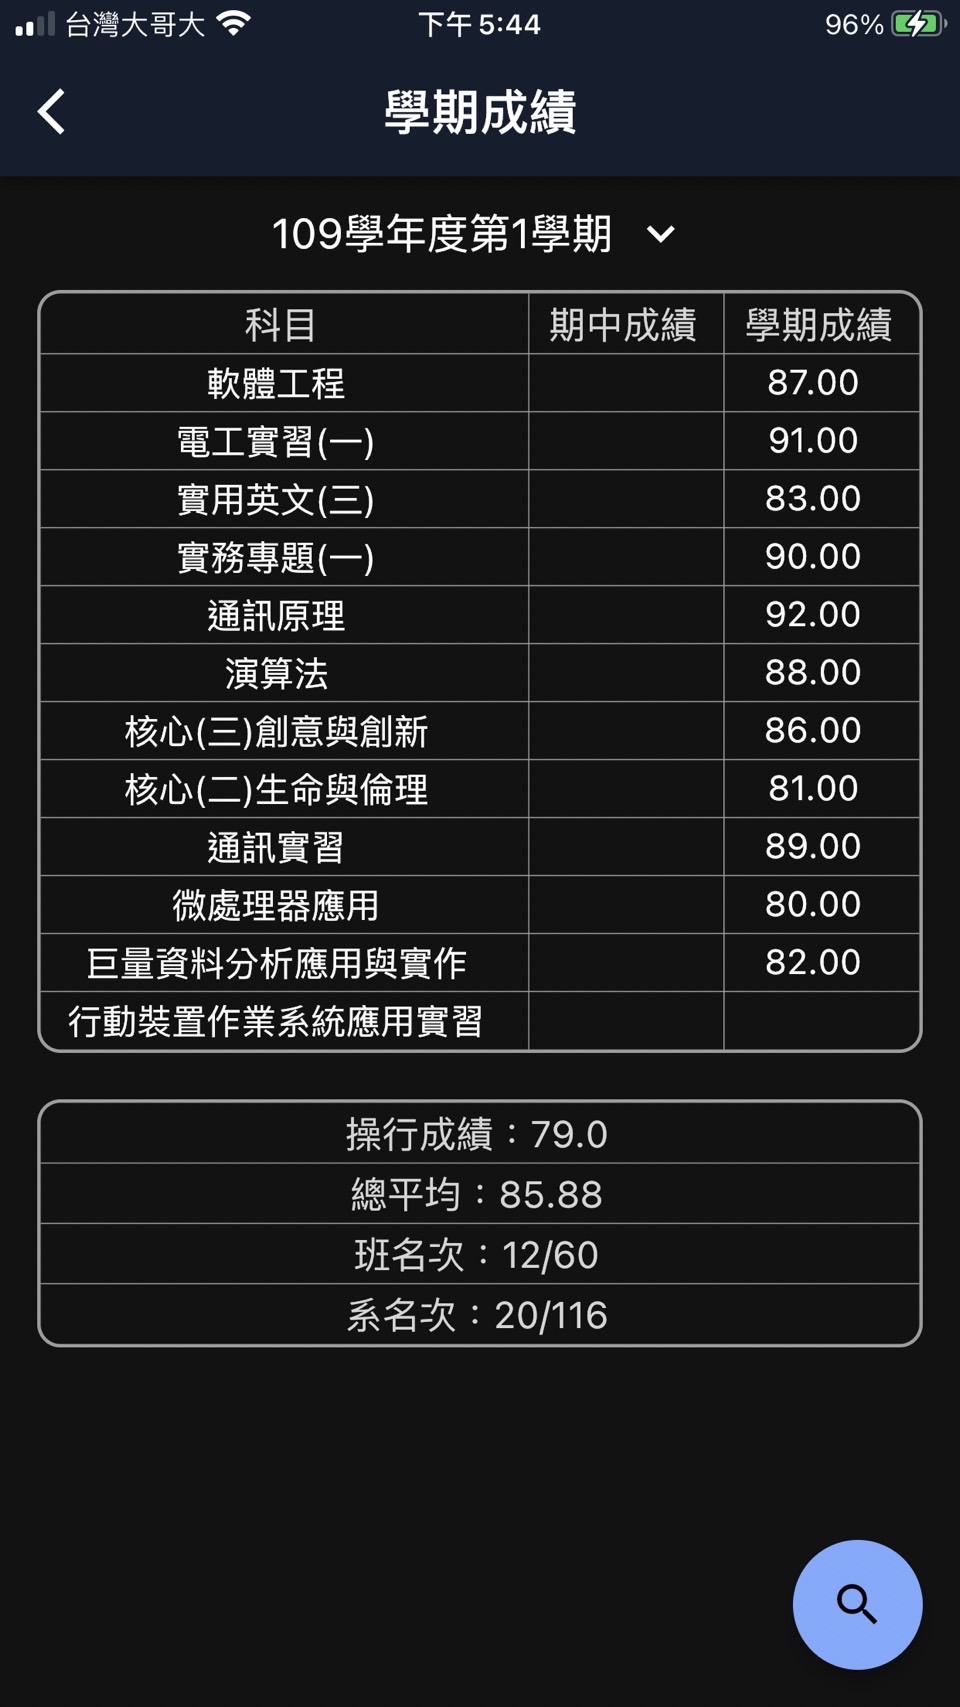 台灣大哥大 下午 5:44 96%
學期成績
109學年度第1學期
科目 期中成績 學期成績
軟體工程 87.00
電工實習(一) 91.00
實用英文(三) 83.00
實務專題(一) 90.00
通訊原理 92.00
演算法 88.00
核心(三)創意與創新 86.00
核心(二)生命與倫理 81.00
通訊實習 89.00
微處理器應用 80.00
巨量資料分析應用與實作 82.00
行動裝置作業系統應用實習
操行成績：79.0
總平均：85.88
班名次：12/60
系名次：20/116